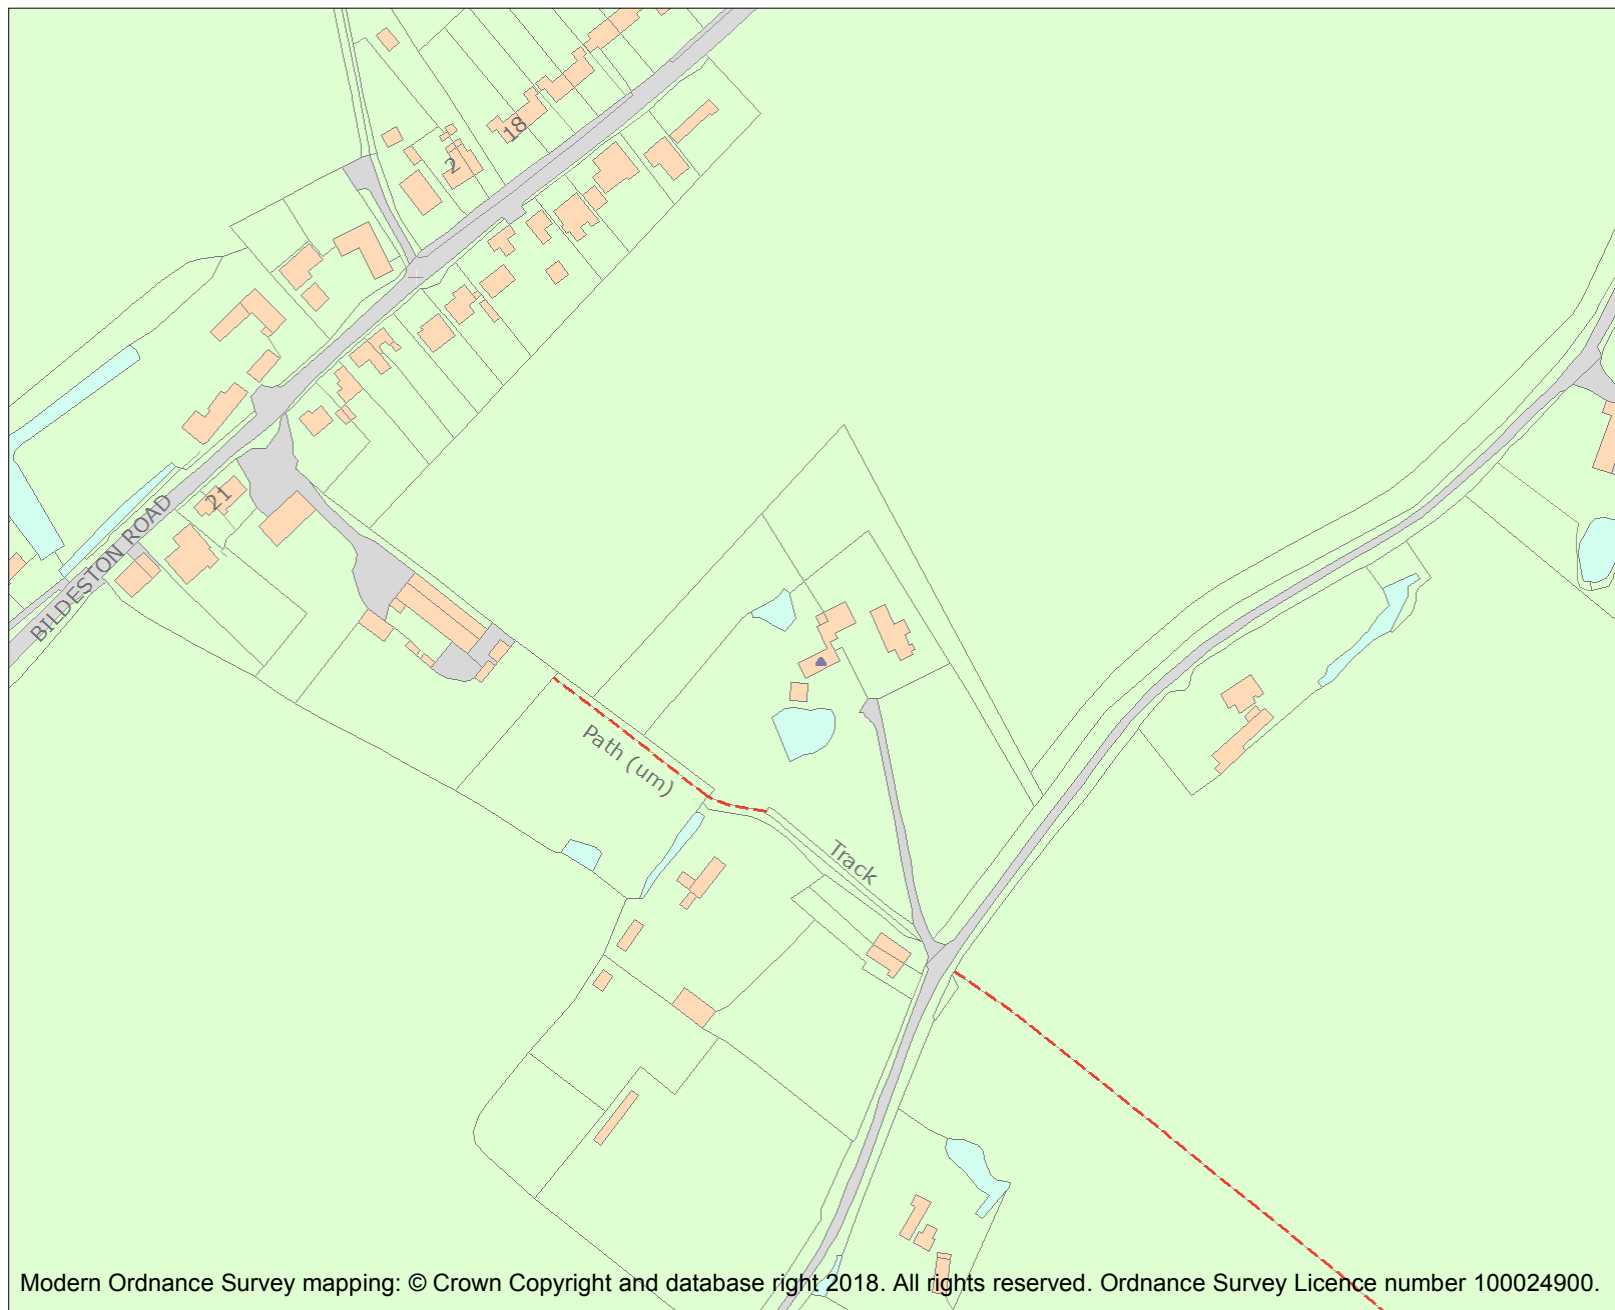 18
2
21
BILDESTON ROAD
Path (um)
Track
Modern Ordnance Survey mapping: © Crown Copyright and database right 2018. All rights reserved. Ordnance Survey Licence number 100024900.